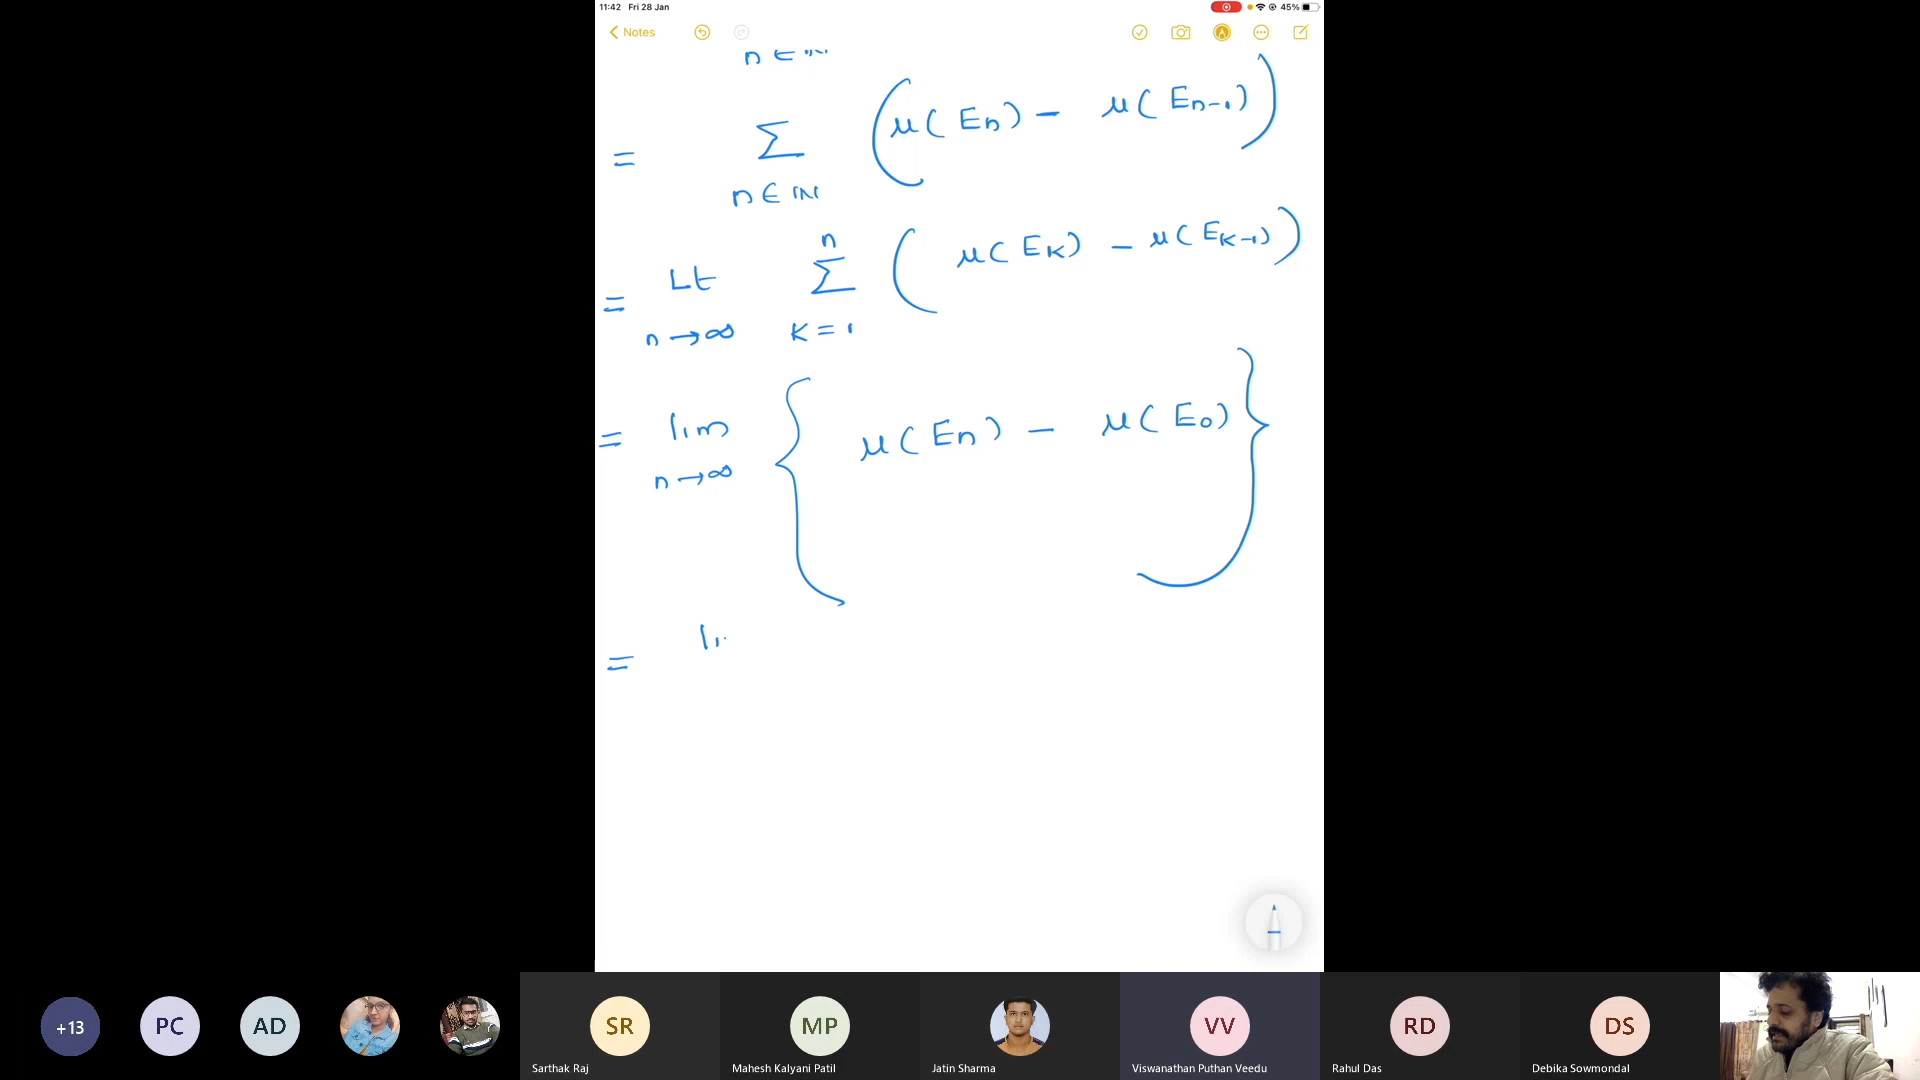 11:42 Fri 28 Jan 45%
Notes
n ∈ ℕ
= Σ (μ(En) - μ(En-1))
n ∈ ℕ
n
= Lt Σ (μ(EK) - μ(EK-1))
n→∞ K=1
= lim { μ(En) - μ(E0) }
n→∞
=
+13 PC AD SR MP VV RD DS
Sarthak Raj Mahesh Kalyani Patil Jatin Sharma Viswanathan Puthan Veedu Rahul Das Debika Sowmondal